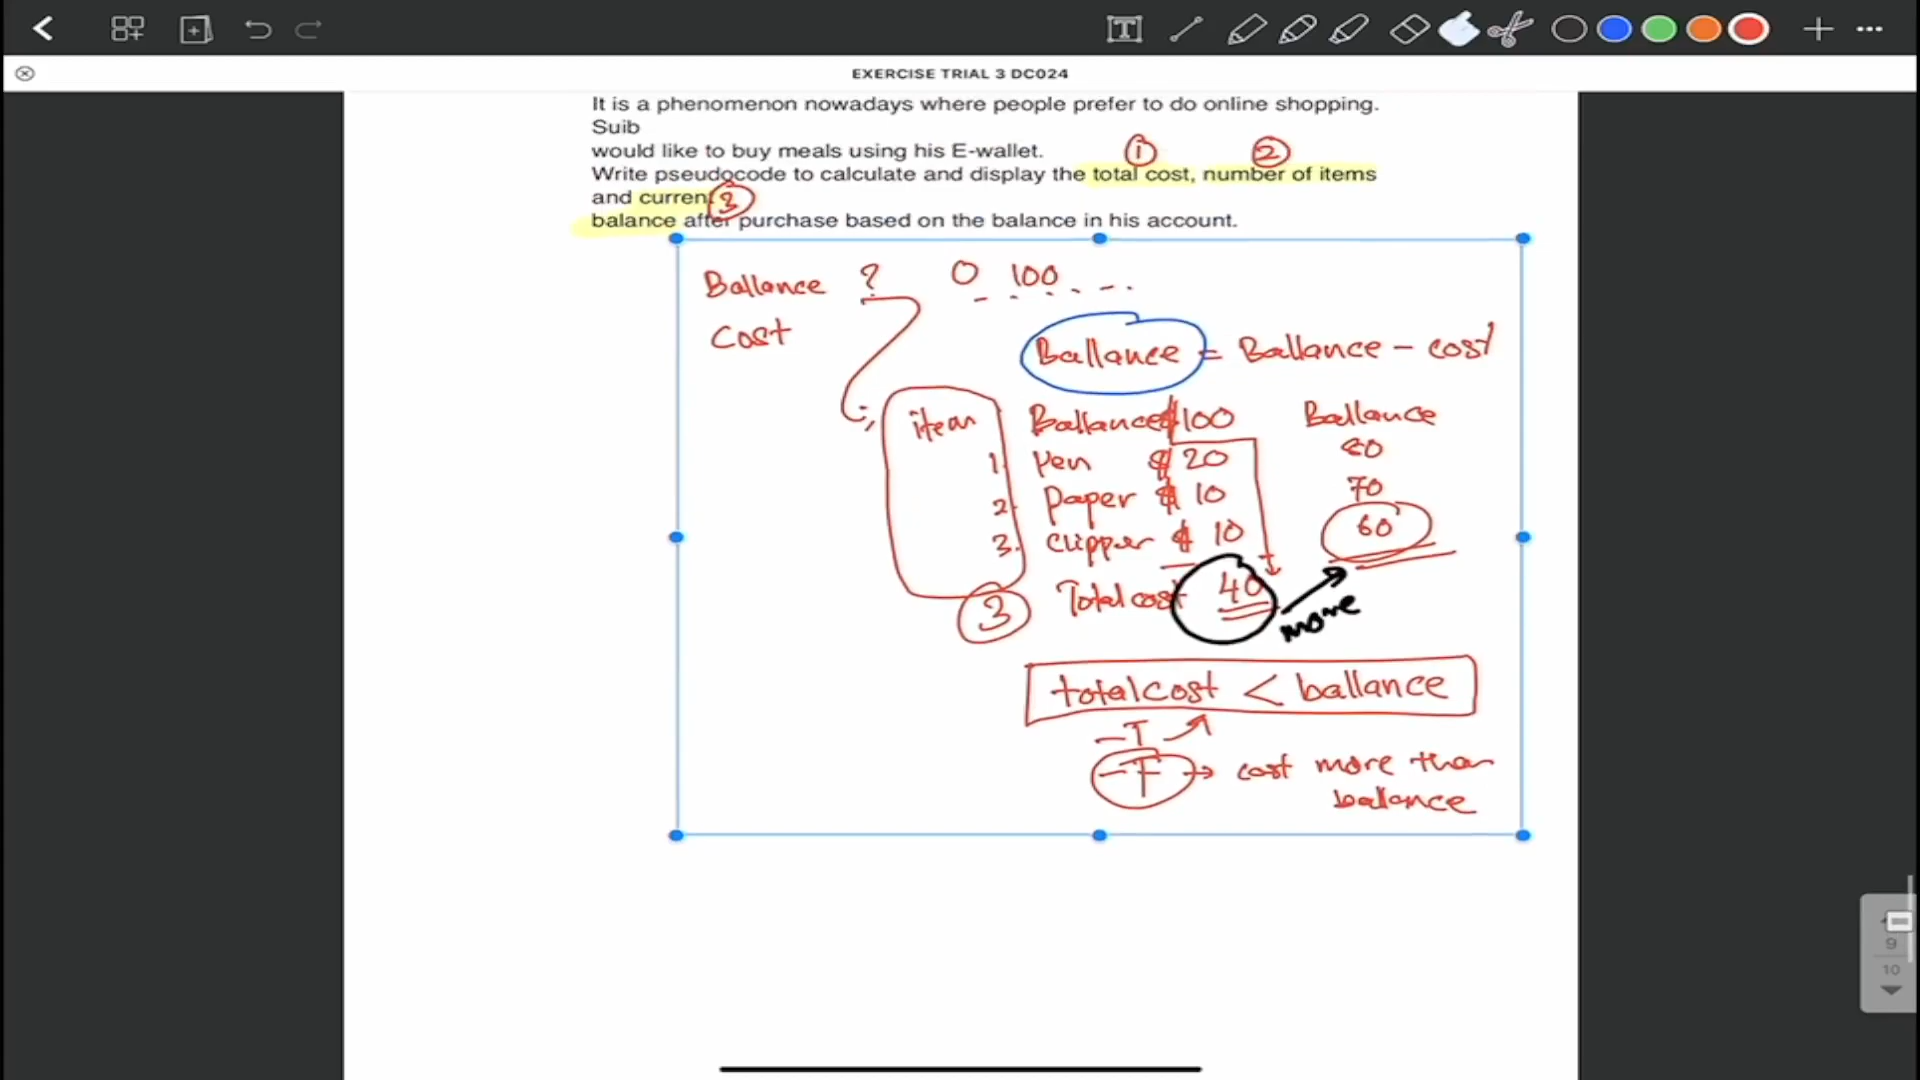 EXERCISE TRIAL 3 DC024
It is a phenomenon nowadays where people prefer to do online shopping.
Suib
would like to buy meals using his E-wallet.
1 2
Write pseudocode to calculate and display the total cost, number of items
and current
3
balance after purchase based on the balance in his account.
Ballance ? 0 100
Cost
Ballance = Ballance - cost
item Ballance $100 Ballance
1. Pen $ 20 80
2. paper $ 10 70
3. clipper $ 10 60
3 Total cost 40
more
totalcost < ballance
- T
- F → cost more than
balance
9
10